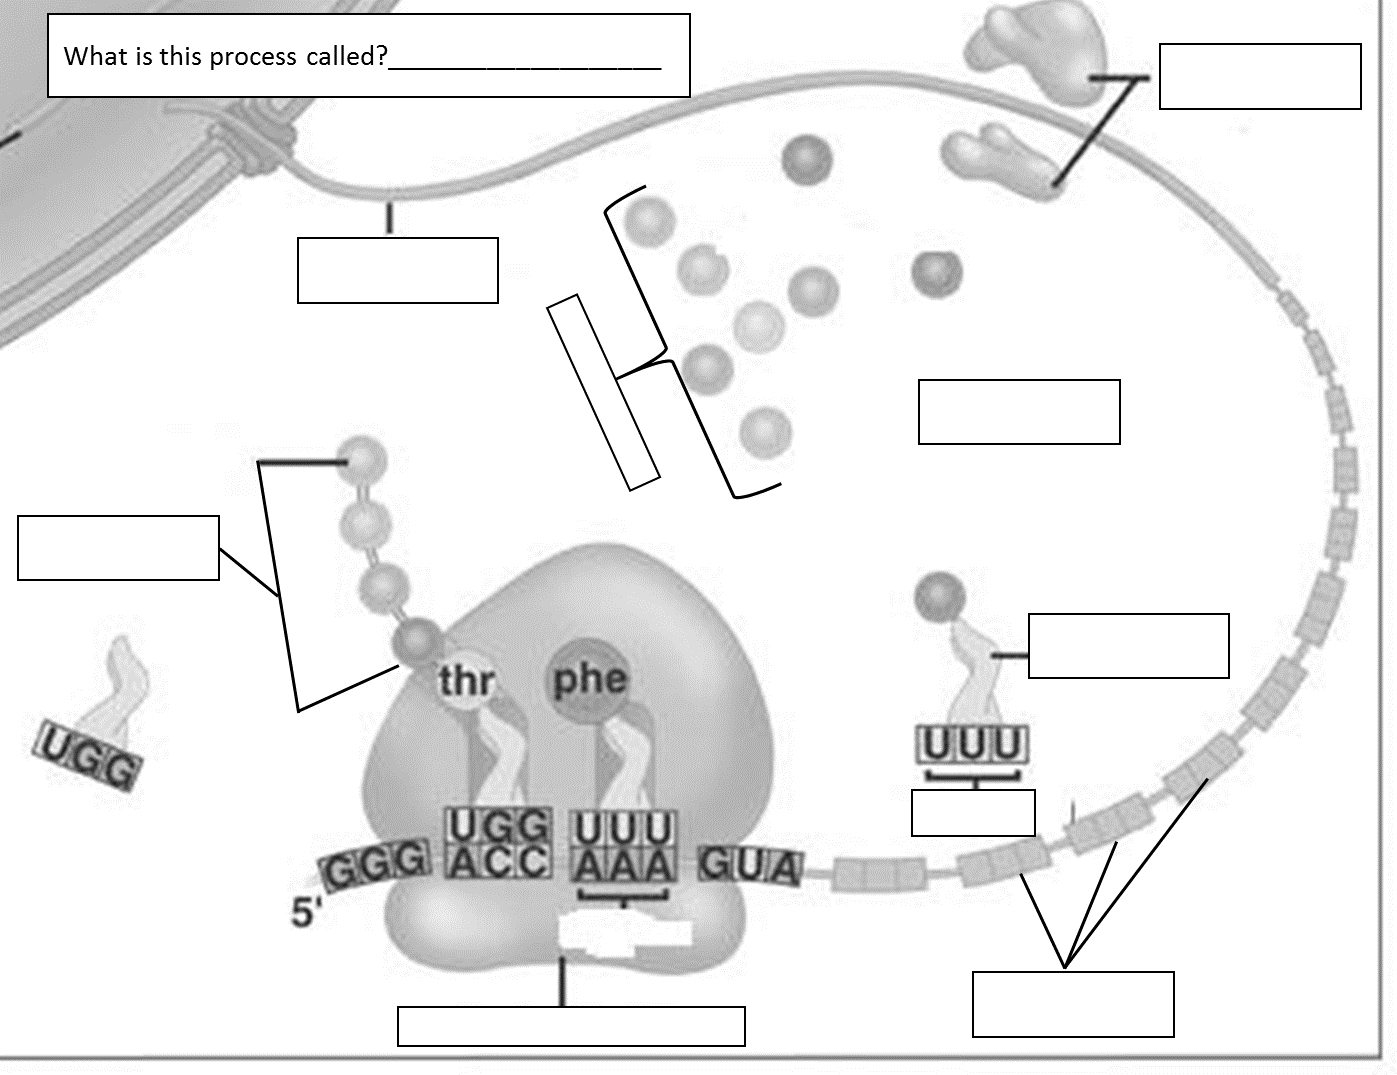 What is this process called?____________________
thr
phe
UGG
UUU
UGG
UUU
GGG
ACC
AAA
GUA
5'